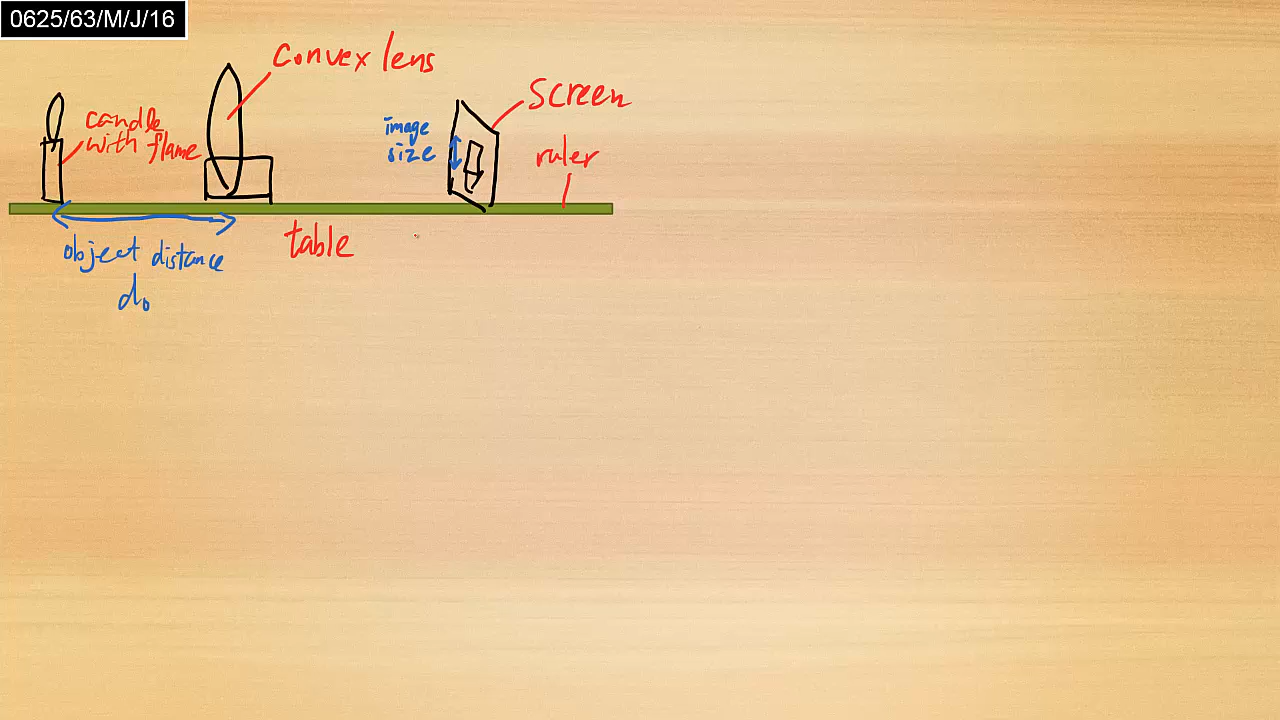 0625/63/M/J/16
convex lens
screen
candle
with flame
image
size
ruler
object distance
do
table